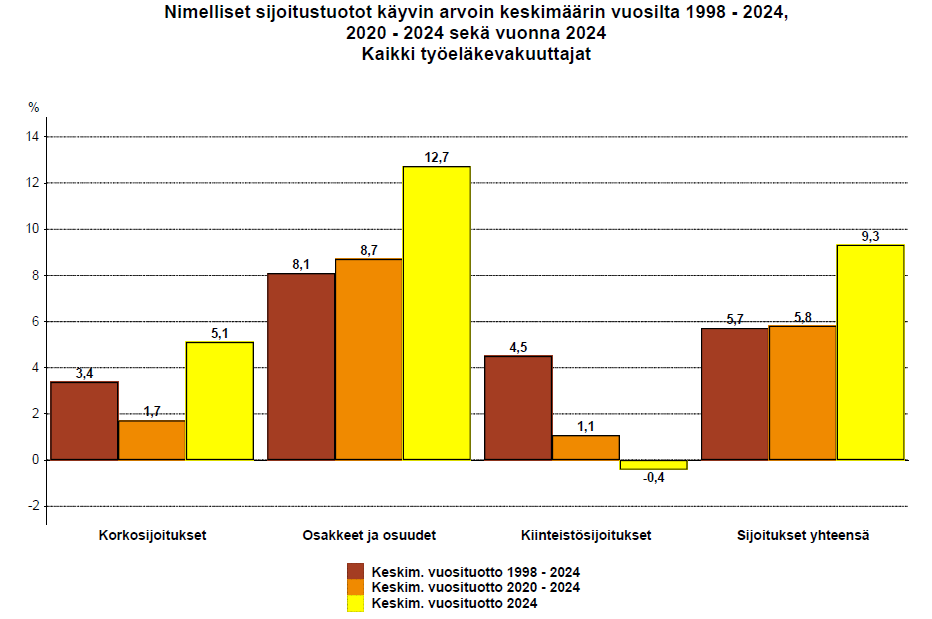 Nimelliset sijoitustuotot käyvin arvoin keskimäärin vuosilta 1998 - 2024,
2020 - 2024 sekä vuonna 2024
Kaikki työeläkevakuuttajat
%
14
12
10
8
6
4
2
0
-2
3,4
1,7
5,1
8,1
8,7
12,7
4,5
1,1
-0,4
5,7
5,8
9,3
Korkosijoitukset
Osakkeet ja osuudet
Kiinteistösijoitukset
Sijoitukset yhteensä
Keskim. vuosituotto 1998 - 2024
Keskim. vuosituotto 2020 - 2024
Keskim. vuosituotto 2024